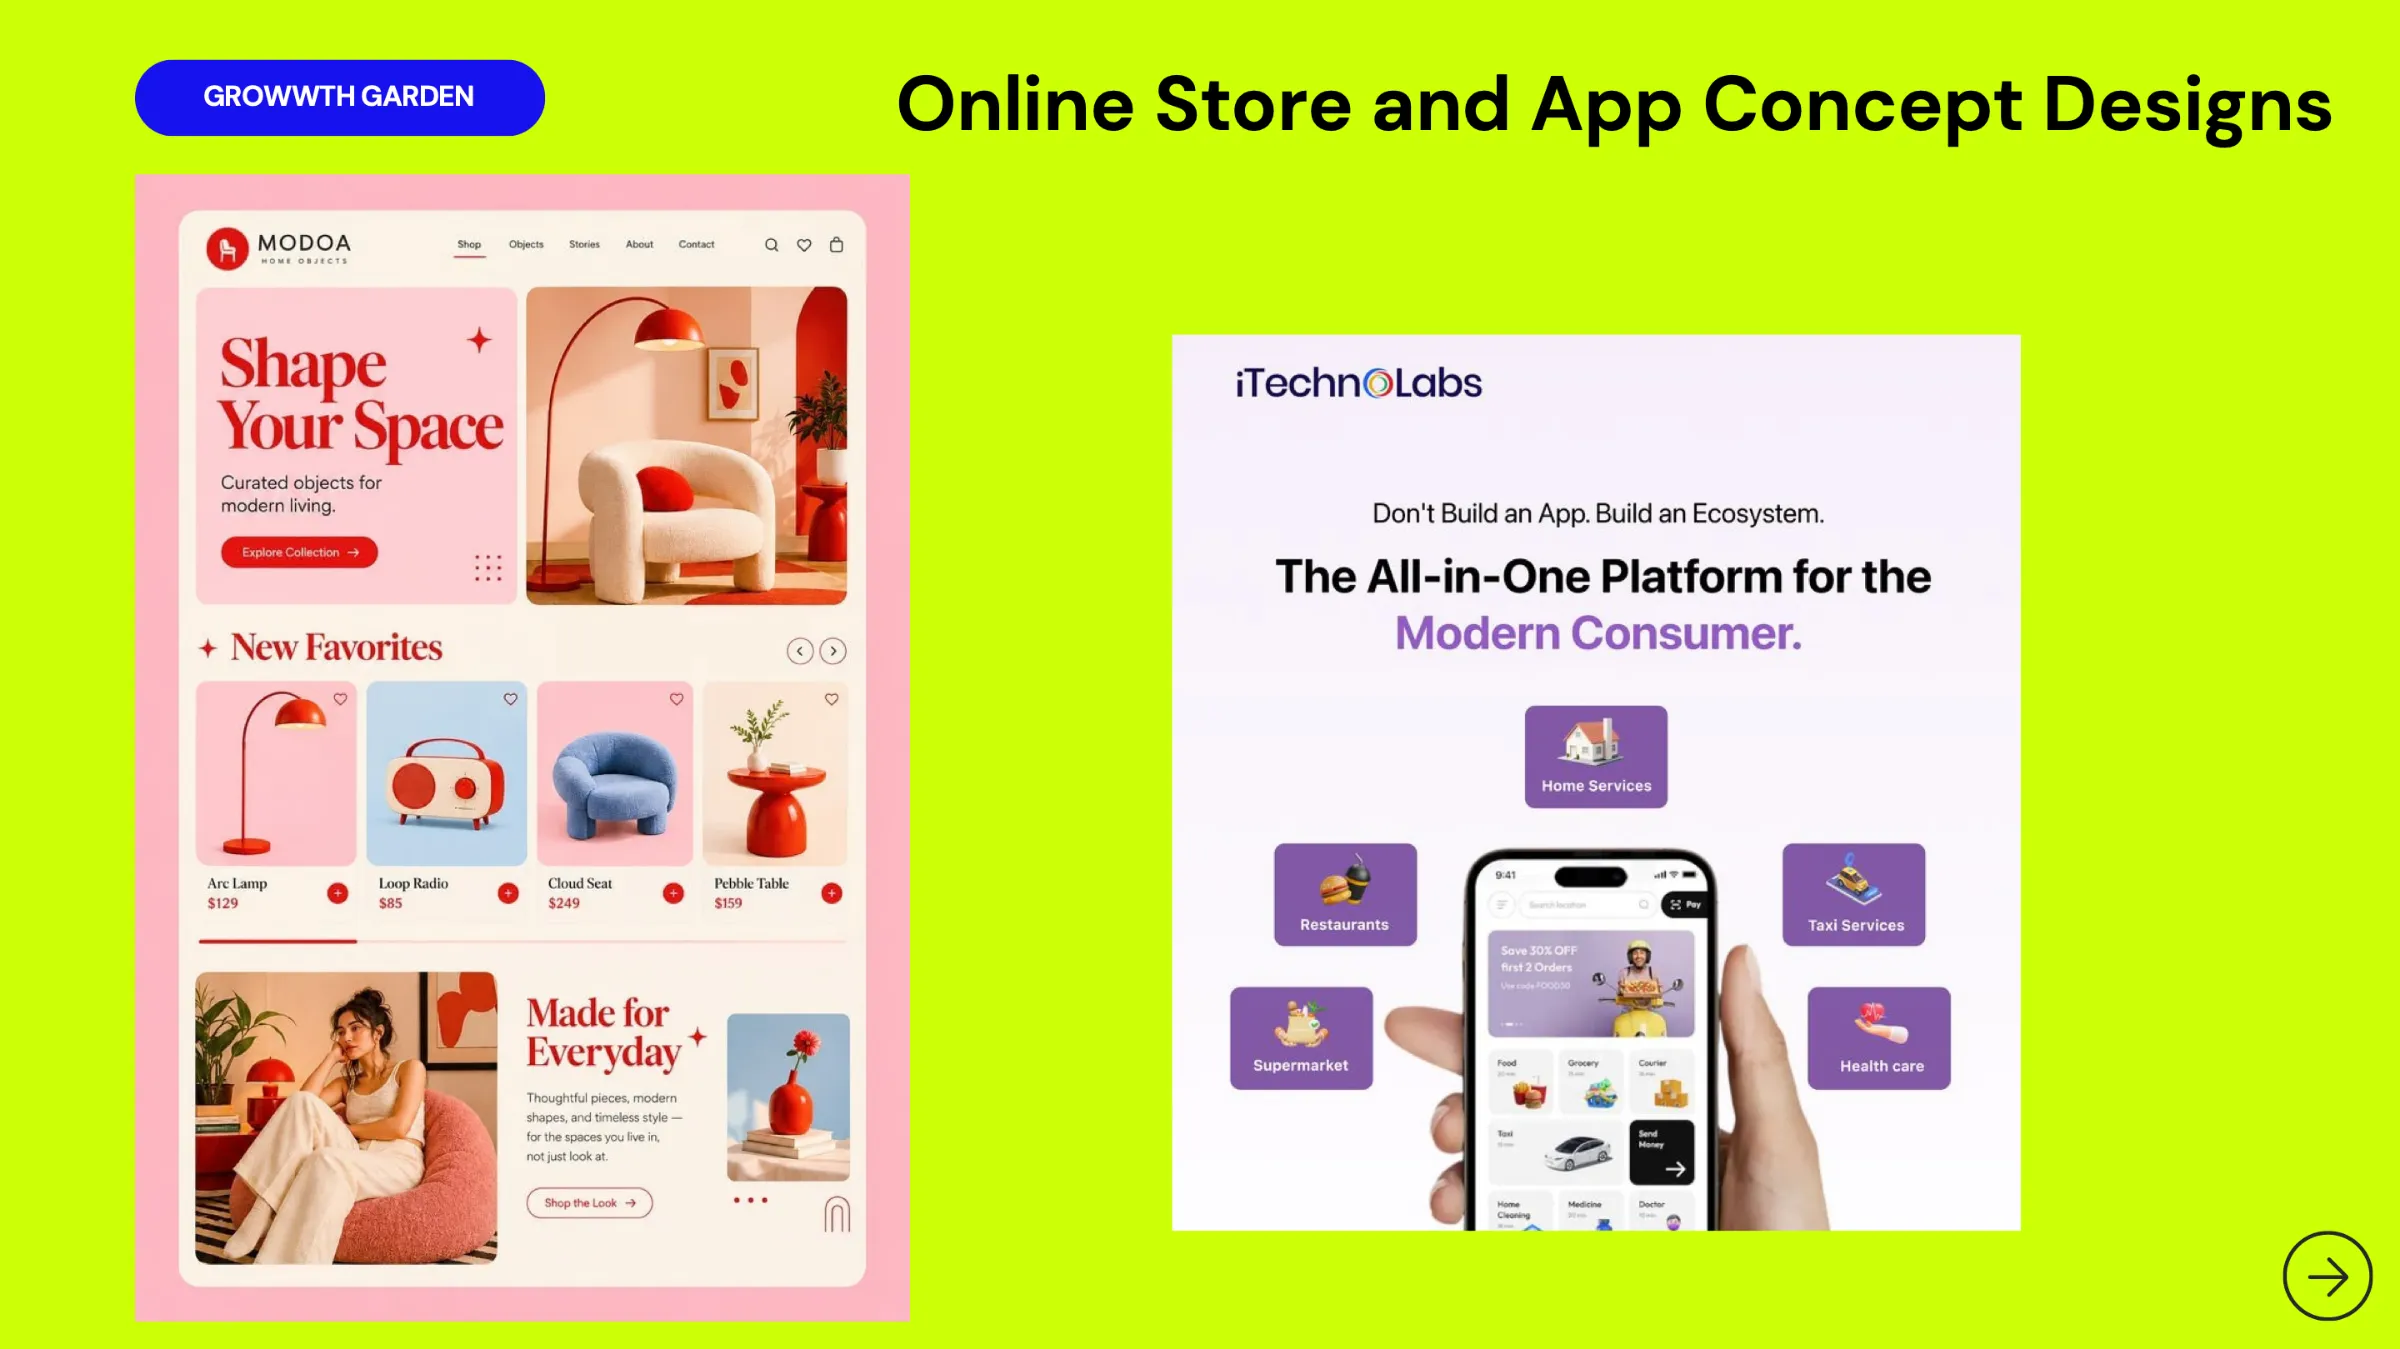 GROWWTH GARDEN
Online Store and App Concept Designs
MODOA
HOME OBJECTS
Shop
Objects
Stories
About
Contact
Shape
Your Space
Curated objects for
modern living.
Explore Collection →
New Favorites
Arc Lamp
$129
Loop Radio
$85
Cloud Seat
$249
Pebble Table
$159
Made for
Everyday
Thoughtful pieces, modern
shapes, and timeless style —
for the spaces you live in,
not just look at.
Shop the Look →
iTechnoLabs
Don't Build an App. Build an Ecosystem.
The All-in-One Platform for the
Modern Consumer.
Home Services
Restaurants
Taxi Services
Supermarket
Health care
9:41
Search location
Pay
Save 30% OFF
first 2 Orders
Use code FOOD30
Food
Grocery
Courier
Taxi
Send
Money
Home
Cleaning
Medicine
Doctor